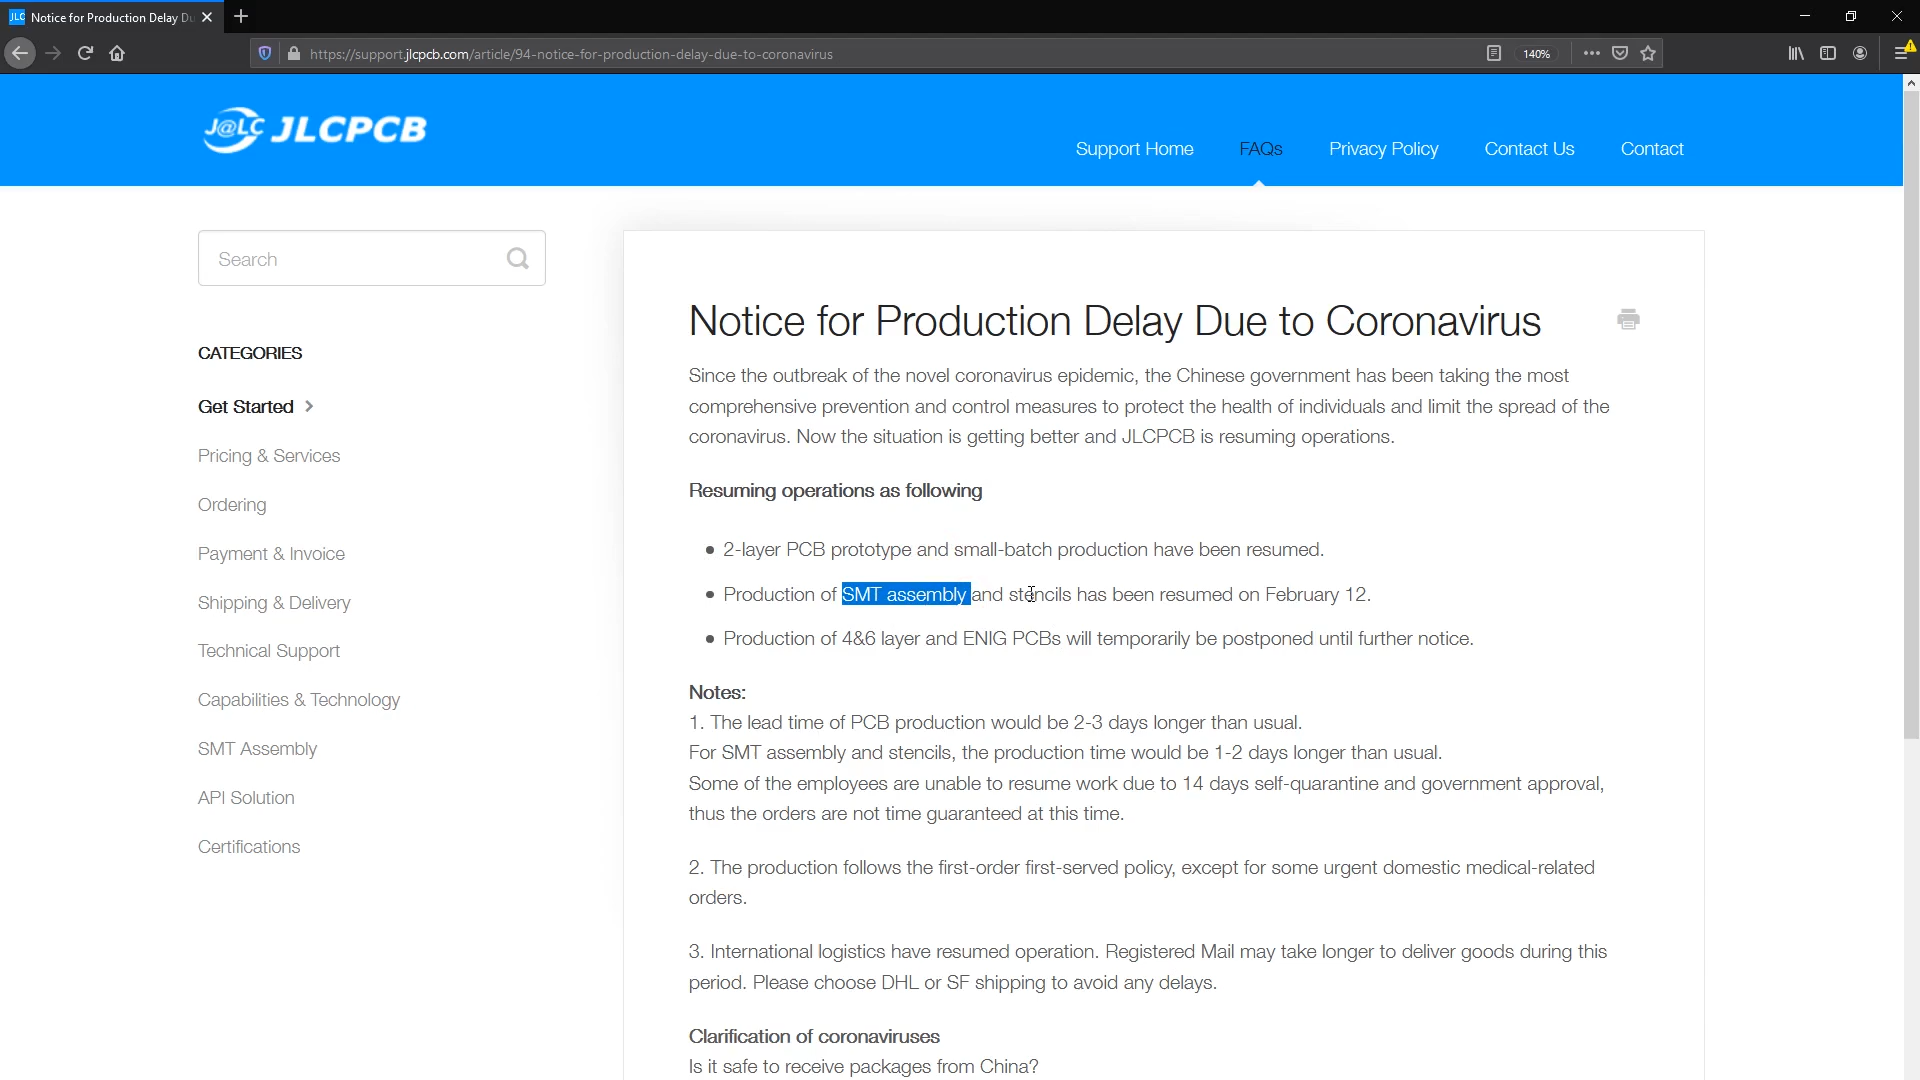 JLC Notice for Production Delay Du
https://support.jlcpcb.com/article/94-notice-for-production-delay-due-to-coronavirus
140%
J@LC JLCPCB
Support Home
FAQs
Privacy Policy
Contact Us
Contact
Search
CATEGORIES
Get Started
Pricing & Services
Ordering
Payment & Invoice
Shipping & Delivery
Technical Support
Capabilities & Technology
SMT Assembly
API Solution
Certifications
Notice for Production Delay Due to Coronavirus
Since the outbreak of the novel coronavirus epidemic, the Chinese government has been taking the most
comprehensive prevention and control measures to protect the health of individuals and limit the spread of the
coronavirus. Now the situation is getting better and JLCPCB is resuming operations.
Resuming operations as following
• 2-layer PCB prototype and small-batch production have been resumed.
• Production of SMT assembly and stencils has been resumed on February 12.
• Production of 4&6 layer and ENIG PCBs will temporarily be postponed until further notice.
Notes:
1. The lead time of PCB production would be 2-3 days longer than usual.
For SMT assembly and stencils, the production time would be 1-2 days longer than usual.
Some of the employees are unable to resume work due to 14 days self-quarantine and government approval,
thus the orders are not time guaranteed at this time.
2. The production follows the first-order first-served policy, except for some urgent domestic medical-related
orders.
3. International logistics have resumed operation. Registered Mail may take longer to deliver goods during this
period. Please choose DHL or SF shipping to avoid any delays.
Clarification of coronaviruses
Is it safe to receive packages from China?